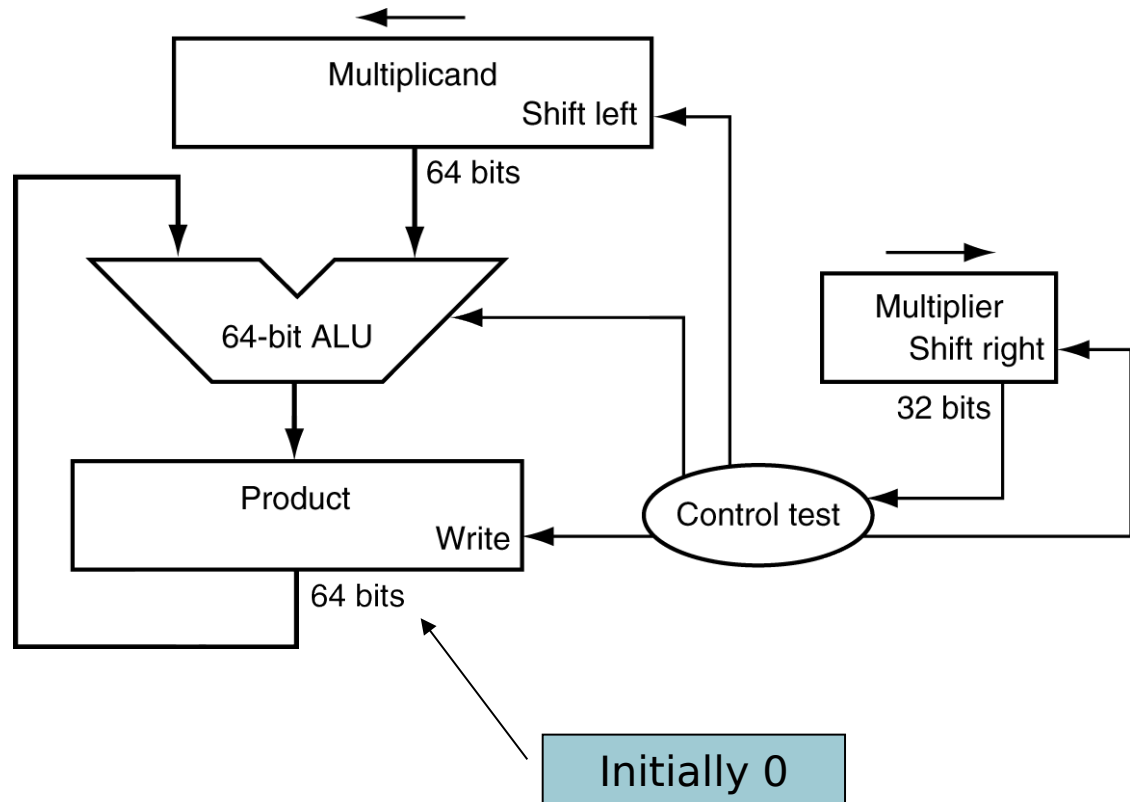 Multiplicand
Shift left
64 bits
64-bit ALU
Multiplier
Shift right
32 bits
Product
Write
Control test
64 bits
Initially 0